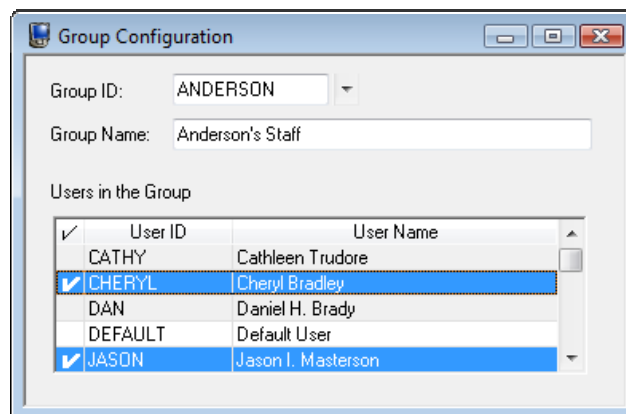 Group Configuration
Group ID: ANDERSON
Group Name: Anderson's Staff
Users in the Group
User ID User Name
CATHY Cathleen Trudore
CHERYL Cheryl Bradley
DAN Daniel H. Brady
DEFAULT Default User
JASON Jason I. Masterson